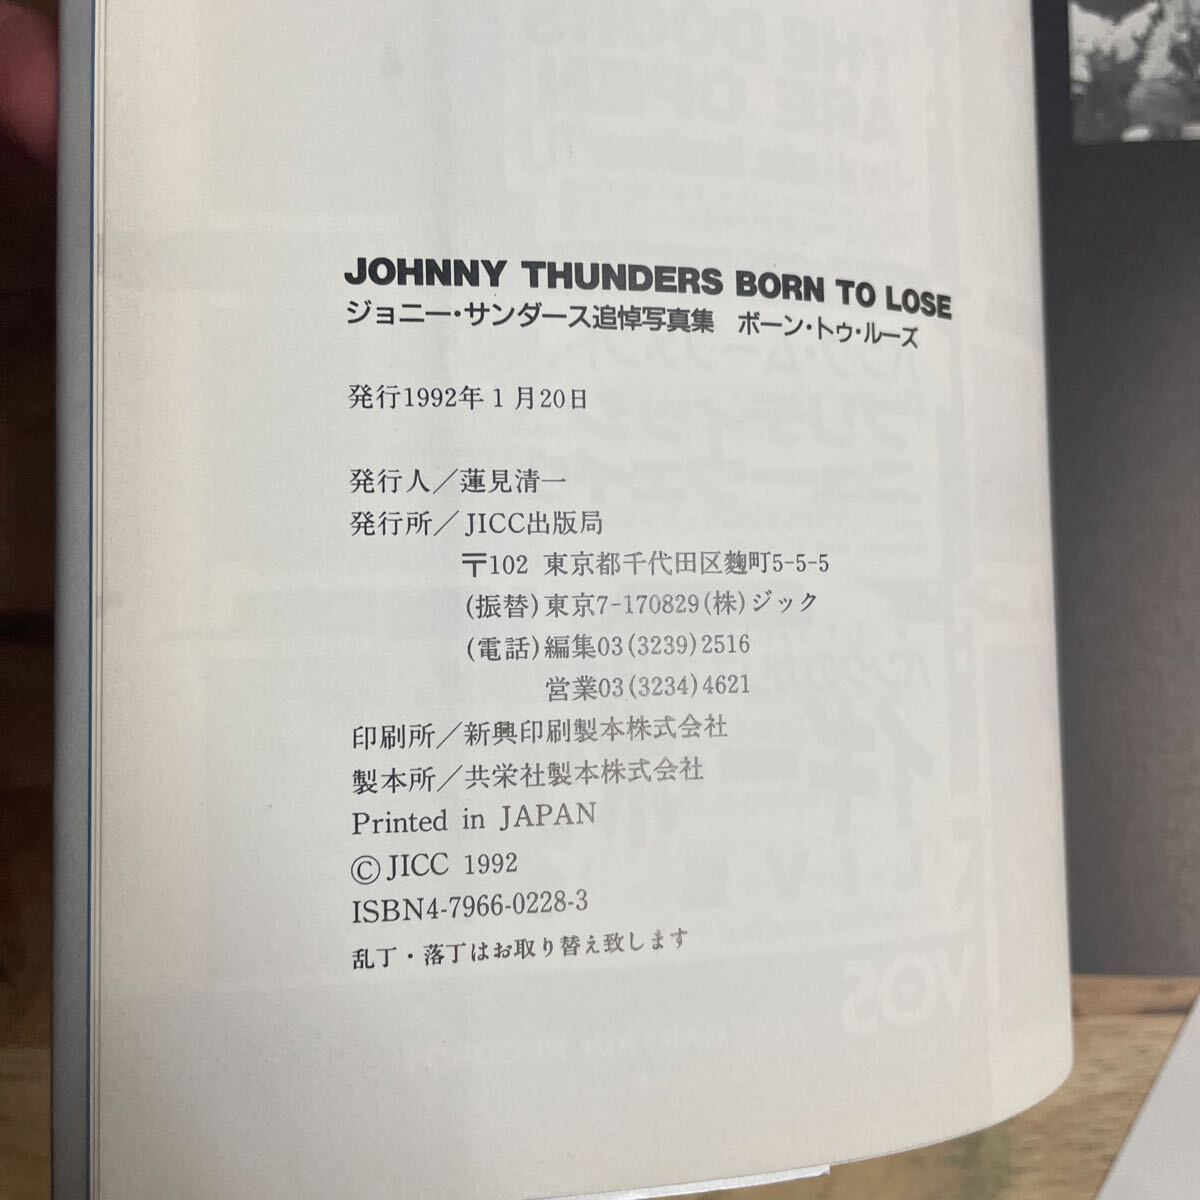 JOHNNY THUNDERS BORN TO LOSE
ジョニー・サンダース追悼写真集　ボーン・トゥ・ルーズ
発行1992年1月20日
発行人／蓮見清一
発行所／JICC出版局
〒102 東京都千代田区麴町5-5-5
(振替)東京7-170829(株)ジック
(電話)編集03(3239)2516
営業03(3234)4621
印刷所／新興印刷製本株式会社
製本所／共栄社製本株式会社
Printed in JAPAN
©JICC 1992
ISBN4-7966-0228-3
乱丁・落丁はお取り替え致します